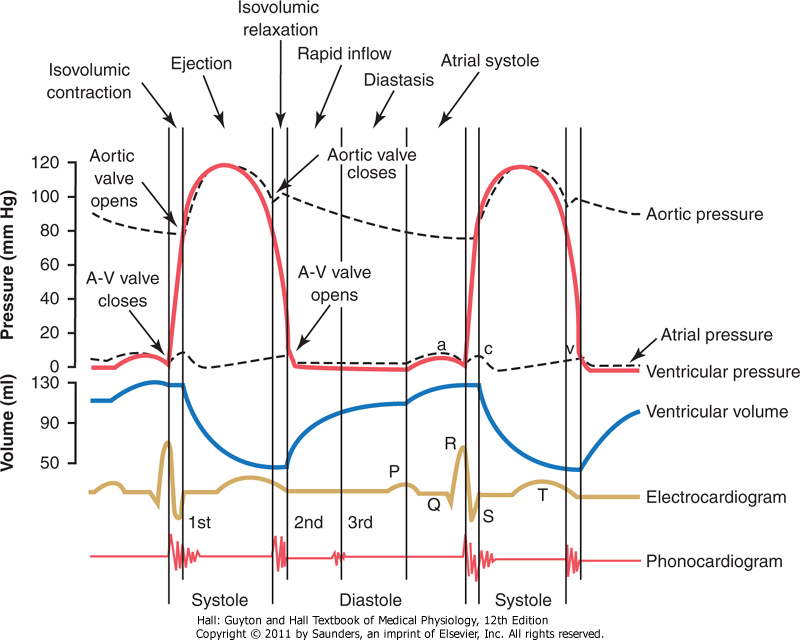 Isovolumic
relaxation
Rapid inflow
Ejection
Atrial systole
Isovolumic
contraction
Diastasis
120
100
80
60
40
20
0
Pressure (mm Hg)
Aortic
valve
opens
Aortic valve
closes
Aortic pressure
A-V valve
closes
A-V valve
opens
a
c
v
Atrial pressure
Ventricular pressure
130
90
50
Volume (ml)
Ventricular volume
R
P
Q
S
T
Electrocardiogram
1st
2nd
3rd
Phonocardiogram
Systole
Diastole
Systole
Hall: Guyton and Hall Textbook of Medical Physiology, 12th Edition
Copyright © 2011 by Saunders, an imprint of Elsevier, Inc. All rights reserved.